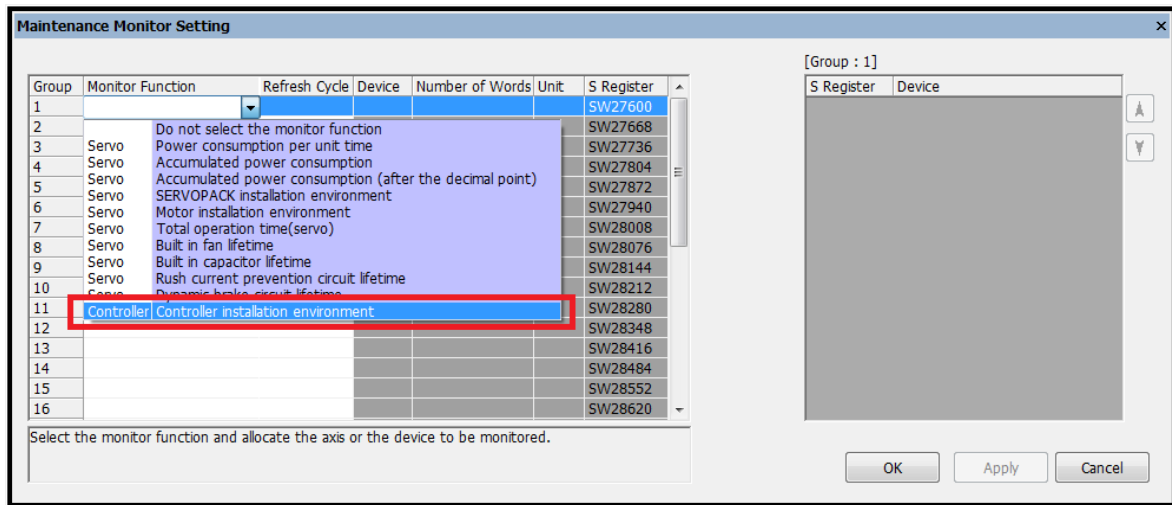 Maintenance Monitor Setting ×
[Group : 1]
Group Monitor Function Refresh Cycle Device Number of Words Unit S Register
S Register Device
1 SW27600
2 Do not select the monitor function SW27668
3 Servo Power consumption per unit time SW27736
4 Servo Accumulated power consumption SW27804
5 Servo Accumulated power consumption (after the decimal point) SW27872
Servo SERVOPACK installation environment
6 Servo Motor installation environment SW27940
7 Servo Total operation time(servo) SW28008
8 Servo Built in fan lifetime SW28076
9 Servo Built in capacitor lifetime SW28144
10 Servo Rush current prevention circuit lifetime SW28212
Servo Dynamic brake circuit lifetime
11 Controller Controller installation environment SW28280
12 SW28348
13 SW28416
14 SW28484
15 SW28552
16 SW28620
Select the monitor function and allocate the axis or the device to be monitored.
OK Apply Cancel